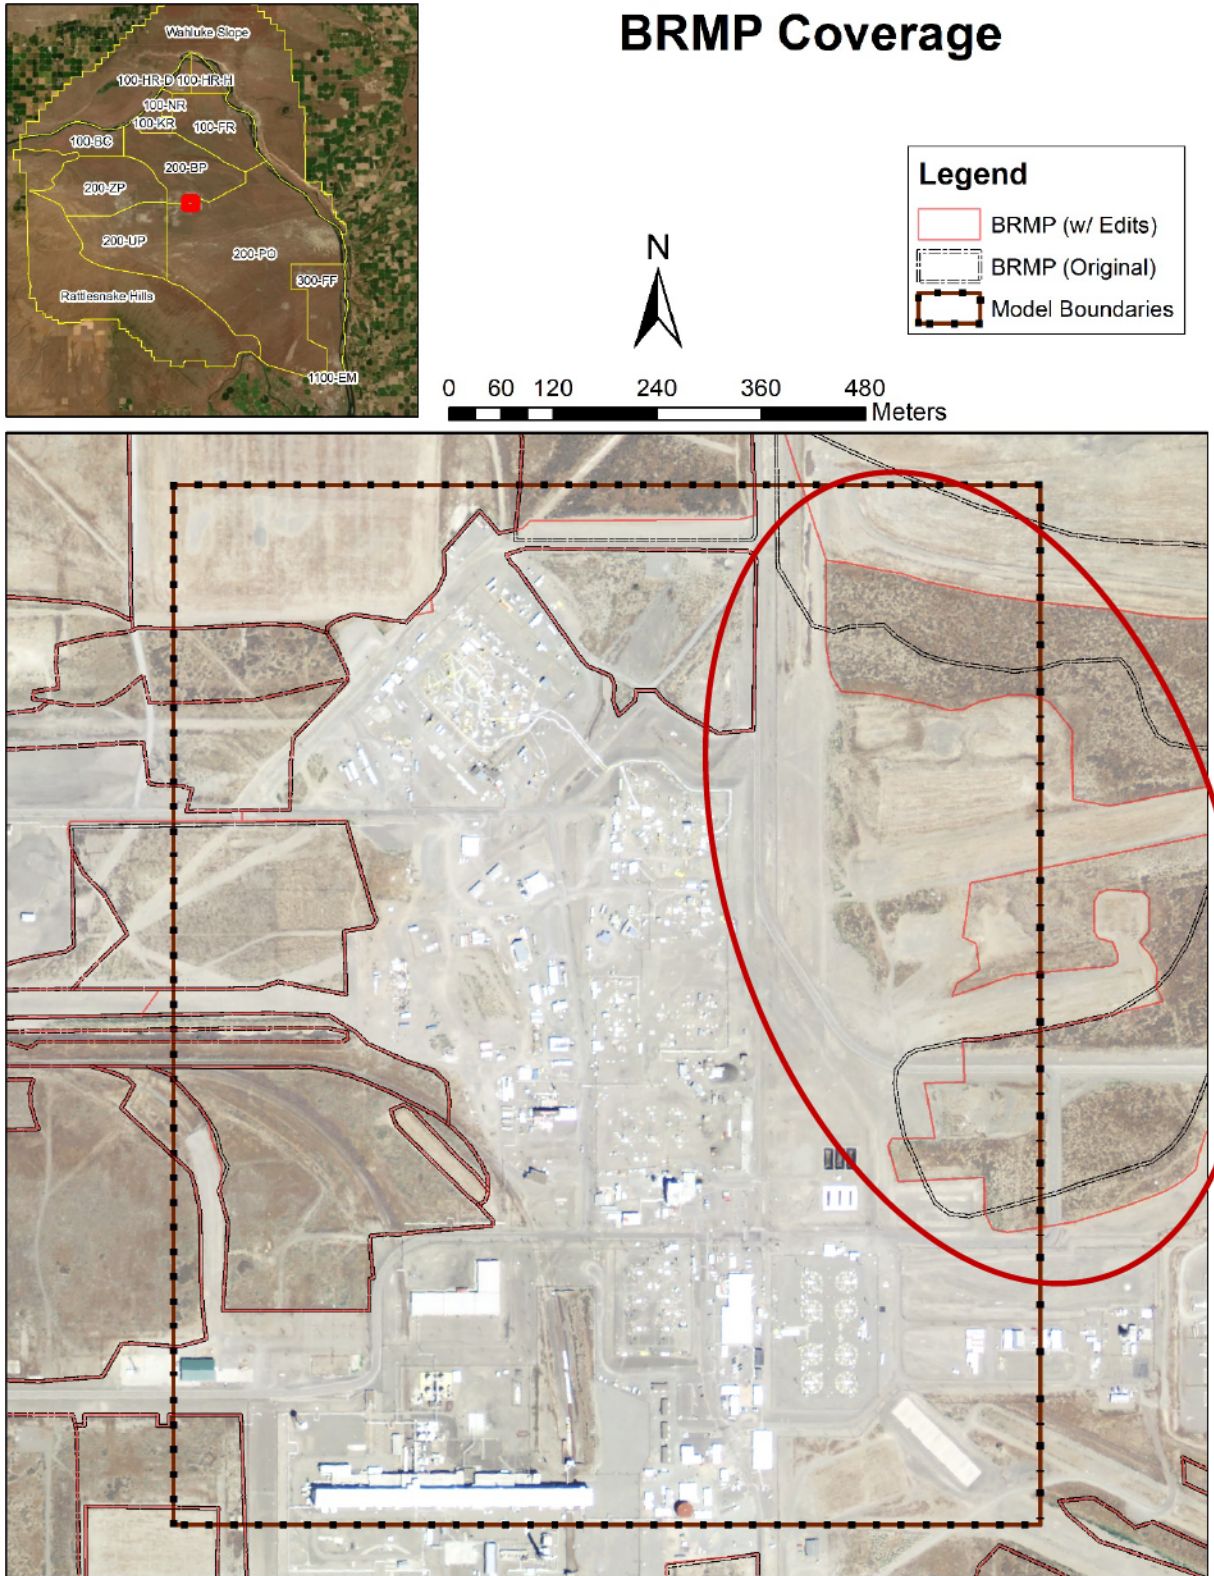 BRMP Coverage
Wahluke Slope
100-HR-D
100-HR-H
100-NR
100-KR
100-FR
100-BC
200-BP
200-ZP
200-UP
200-PO
300-FF
Rattlesnake Hills
1100-EM
N
0 60 120 240 360 480
Meters
Legend
BRMP (w/ Edits)
BRMP (Original)
Model Boundaries